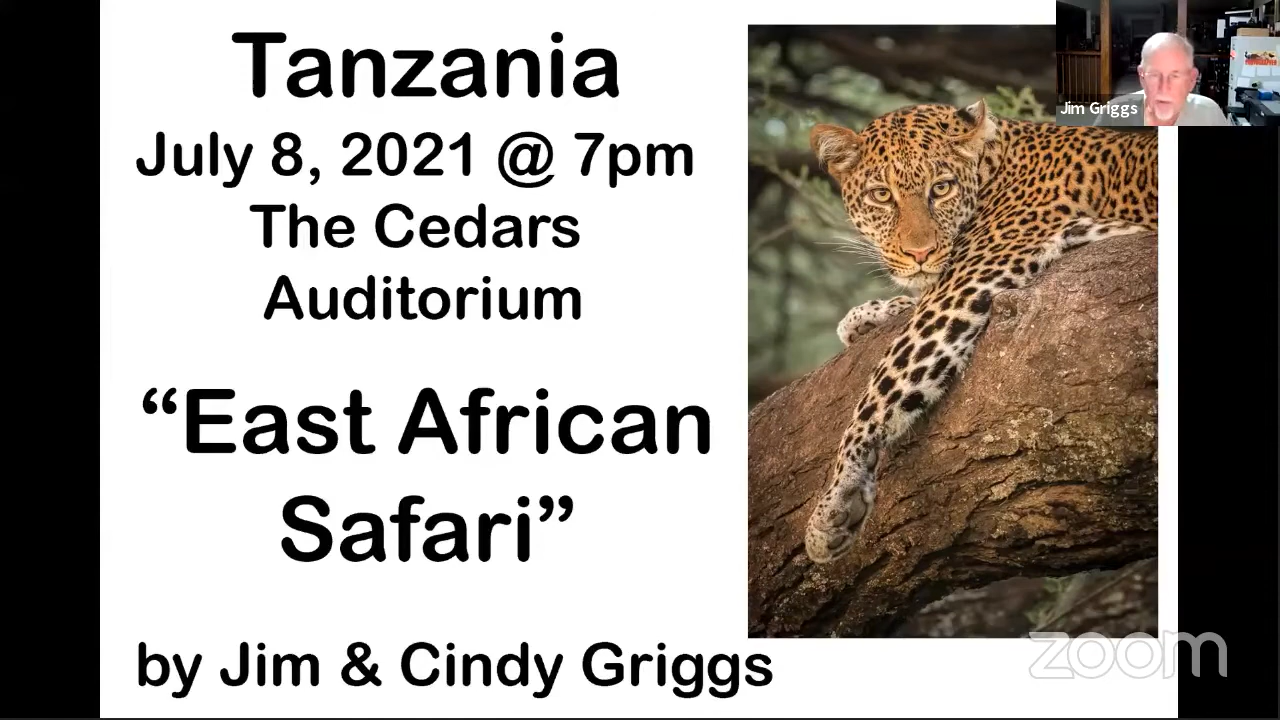 Tanzania
July 8, 2021 @ 7pm
The Cedars
Auditorium
“East African
Safari”
by Jim & Cindy Griggs
Jim Griggs
zoom